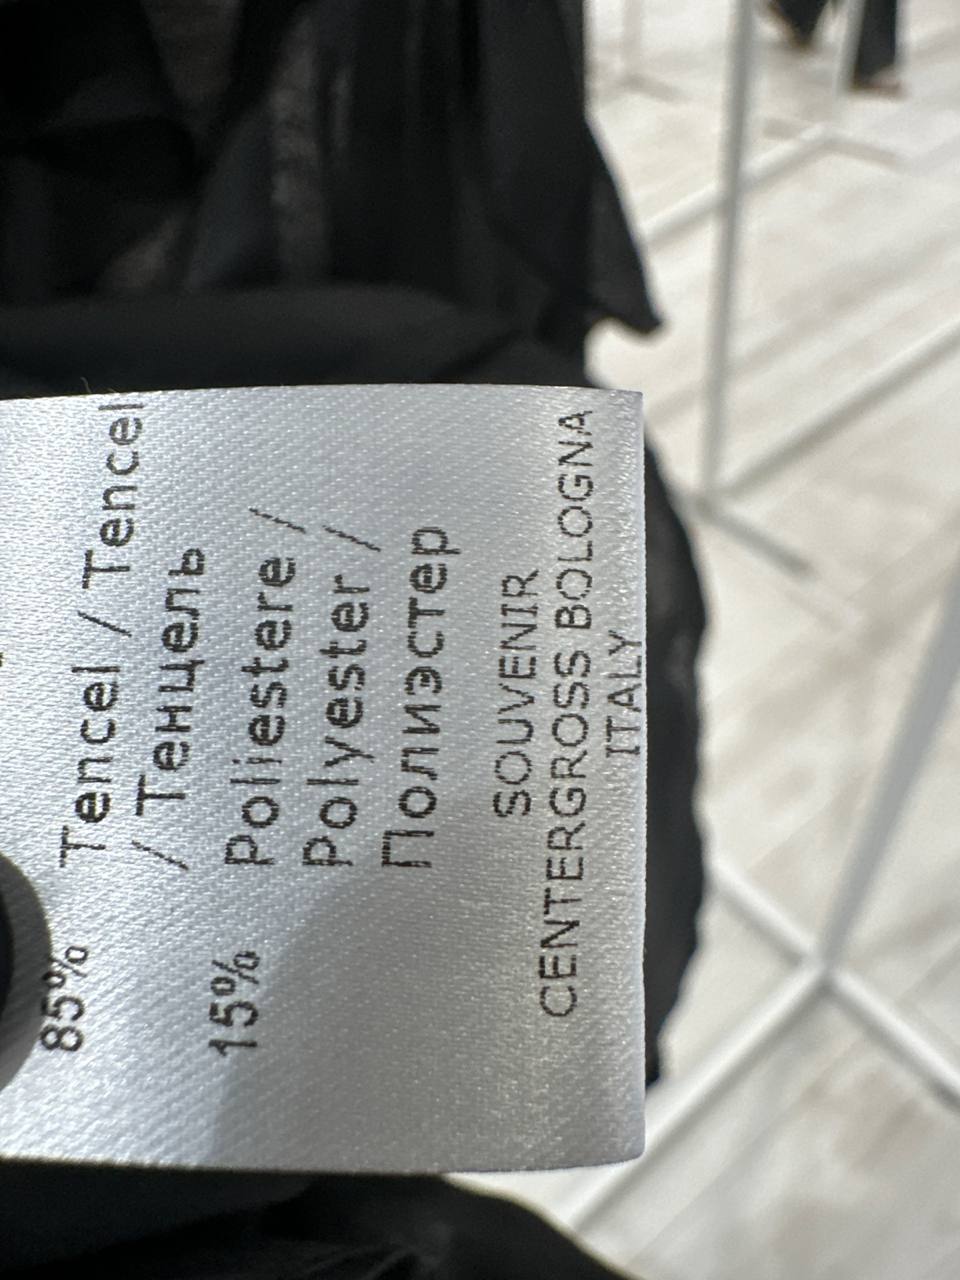 85% Tencel / Tencel
/ Тенцель
15% Poliestere /
Polyester /
Полиэстер
SOUVENIR
CENTERGROSS BOLOGNA
ITALY